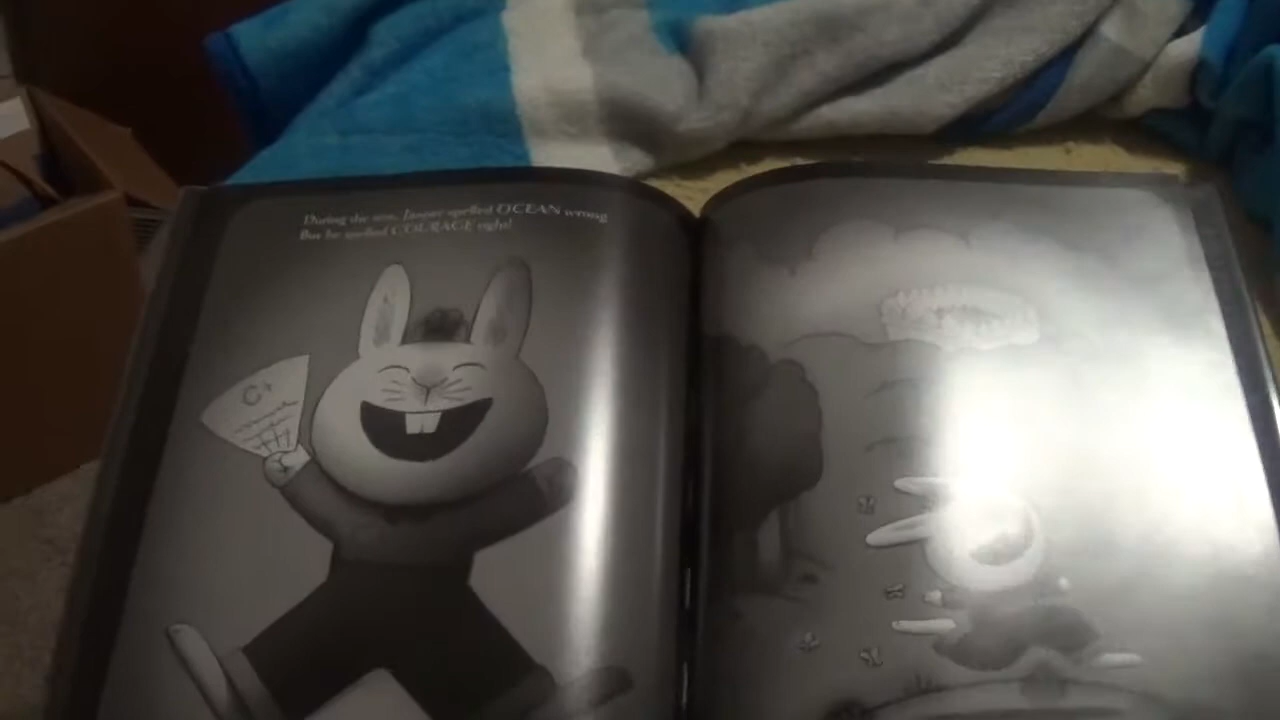 During the test, Jasper spelled OCEAN wrong
But he spelled COURAGE right!
C+